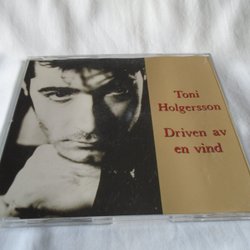 Toni
Holgersson
Driven av
en vind